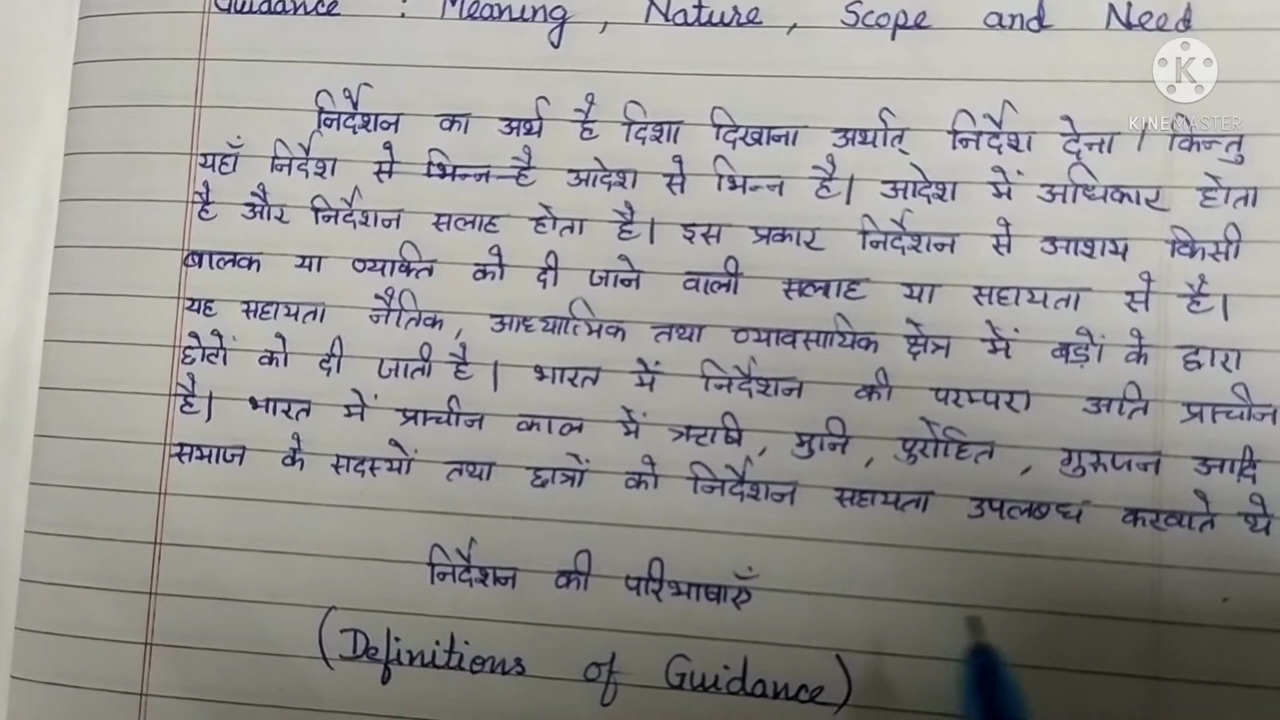 Guidance : Meaning, Nature, Scope and Need
निर्देशन का अर्थ है दिशा दिखाना अर्थात् निर्देश देना। किन्तु
यहाँ निर्देश से भिन्न है आदेश से भिन्न है। आदेश में अधिकार होता
है और निर्देशन सलाह होता है। इस प्रकार निर्देशन से आशय किसी
बालक या व्यक्ति को दी जाने वाली सलाह या सहायता से है।
यह सहायता नैतिक, आध्यात्मिक तथा व्यावसायिक क्षेत्र में बड़ों के द्वारा
छोटों को दी जाती है। भारत में निर्देशन की परम्परा अति प्राचीन
है। भारत में प्राचीन काल में ऋषि, मुनि, पुरोहित, गुरुजन आदि
समाज के सदस्यों तथा छात्रों को निर्देशन सहायता उपलब्ध करवाते थे
निर्देशन की परिभाषाएँ
(Definitions of Guidance)
KINEMASTER